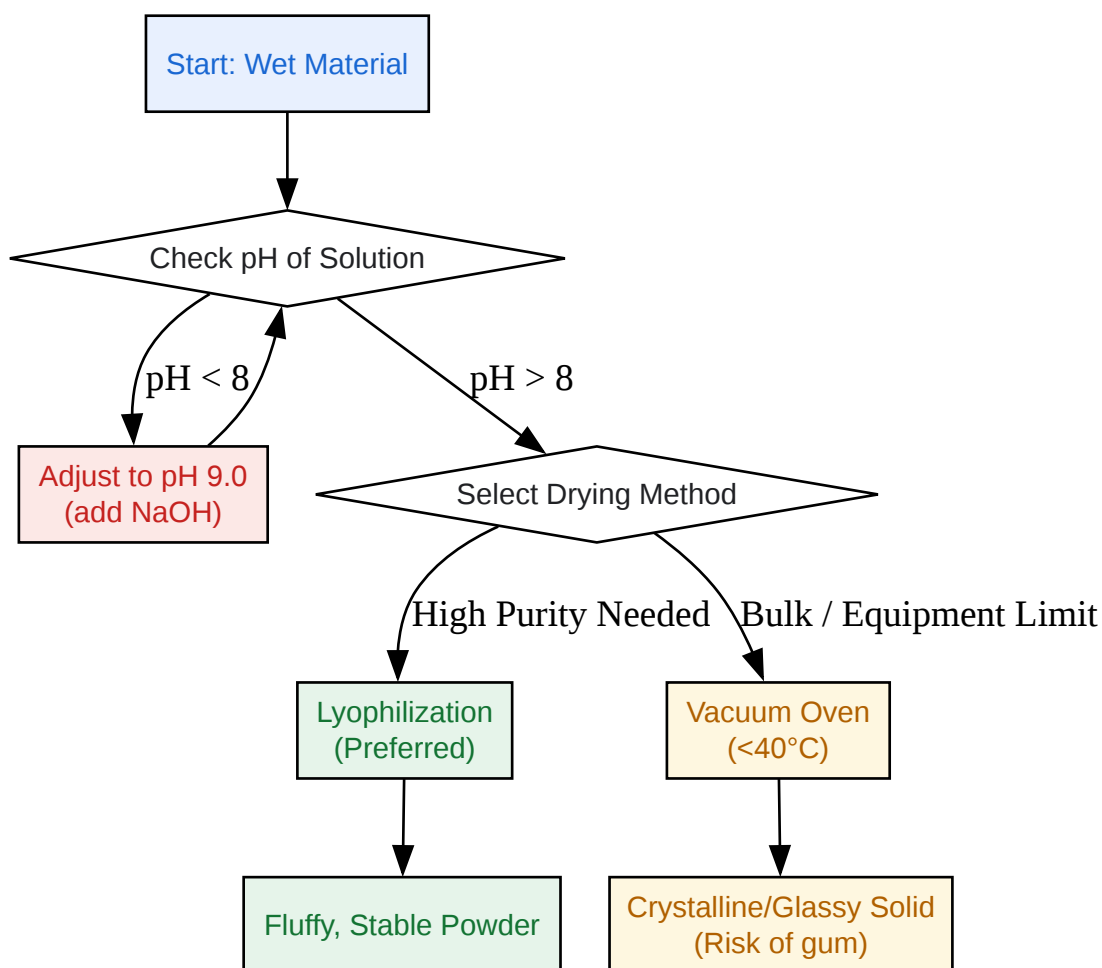 Start: Wet Material
Check pH of Solution
pH < 8
pH > 8
Adjust to pH 9.0
(add NaOH)
Select Drying Method
High Purity Needed
Bulk / Equipment Limit
Lyophilization
(Preferred)
Vacuum Oven
(<40°C)
Fluffy, Stable Powder
Crystalline/Glassy Solid
(Risk of gum)